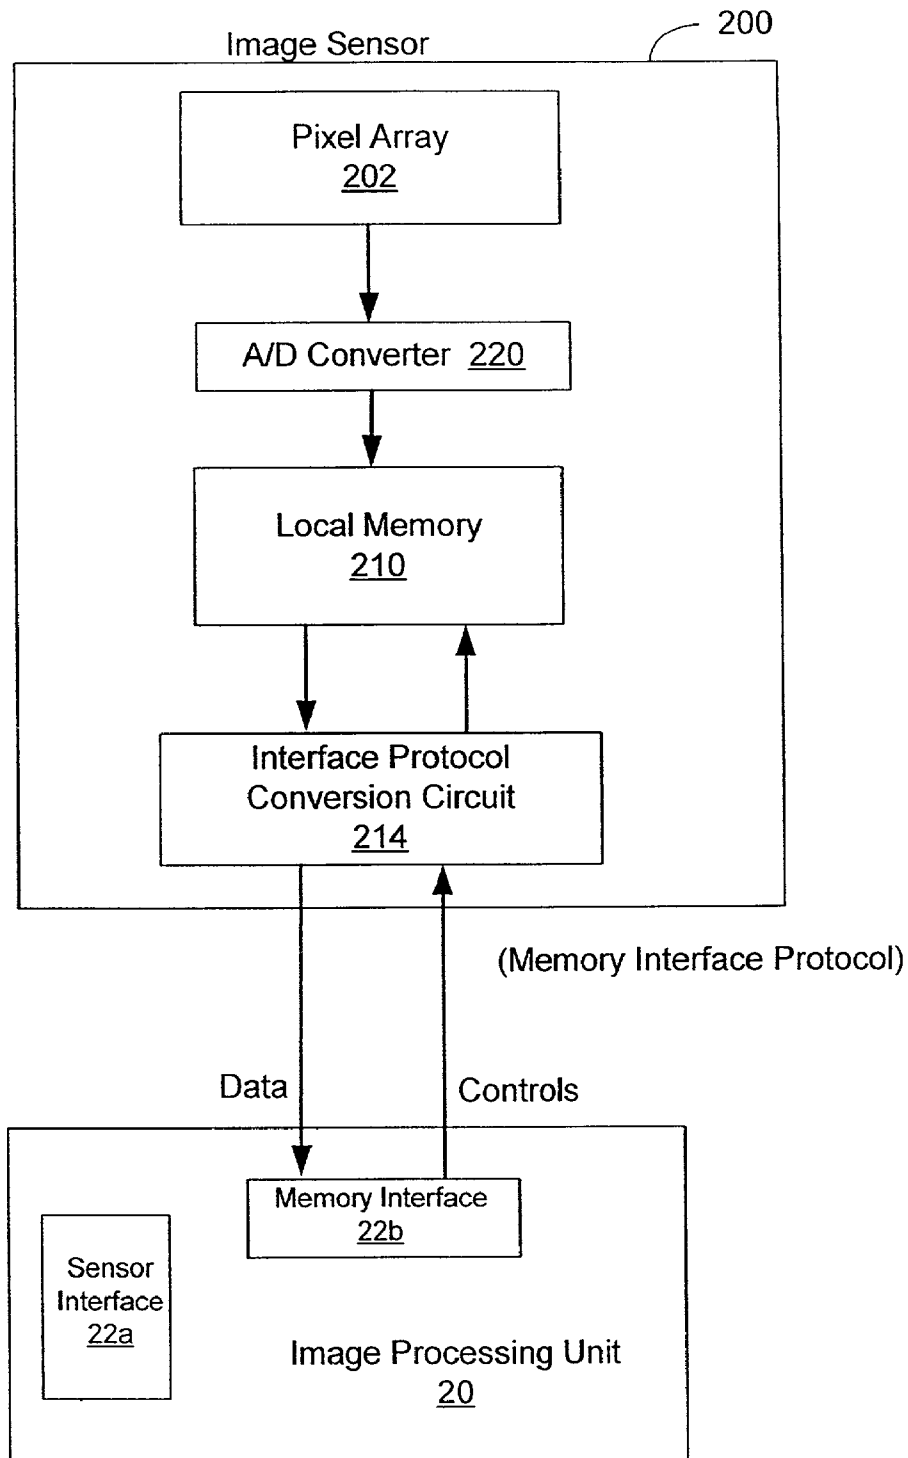 200
Image Sensor
Pixel Array
202
A/D Converter 220
Local Memory
210
Interface Protocol
Conversion Circuit
214
(Memory Interface Protocol)
Data
Controls
Memory Interface
22b
Sensor
Interface
22a
Image Processing Unit
20